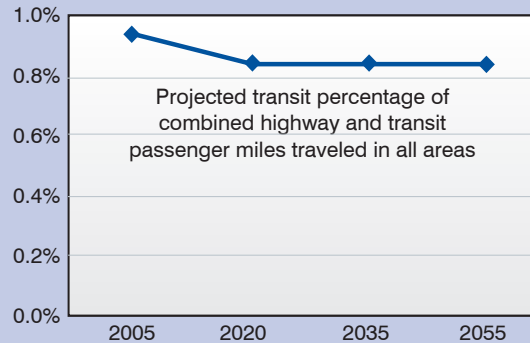 1.0%
0.8%
0.6%
0.4%
0.2%
0.0%
Projected transit percentage of
combined highway and transit
passenger miles traveled in all areas
2005 2020 2035 2055